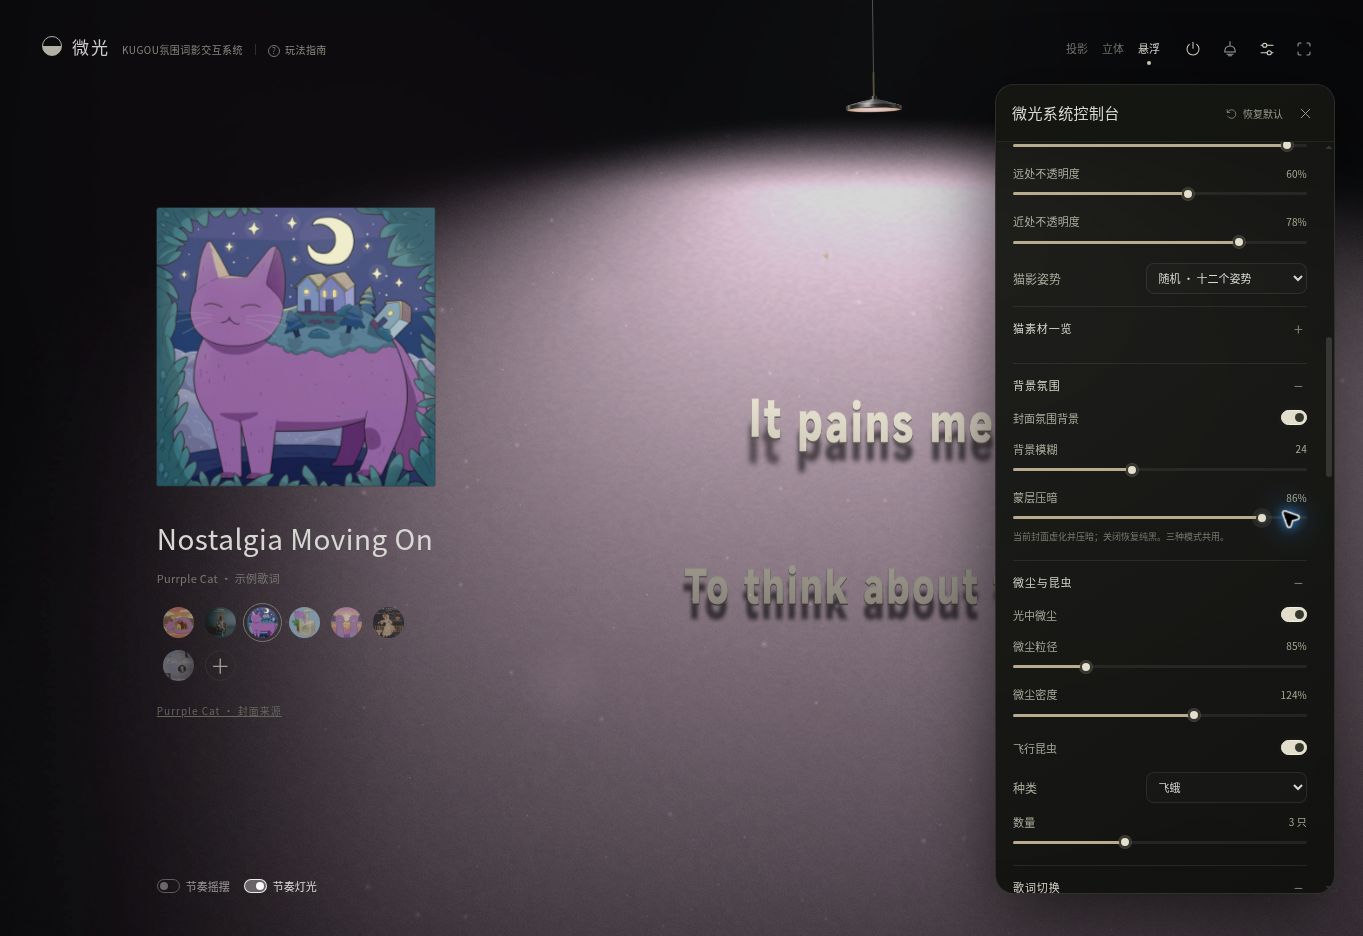 微光 KUGOU氛围词影交互系统 ? 玩法指南
投影 立体 悬浮
微光系统控制台 恢复默认
远处不透明度 60%
近处不透明度 78%
猫影姿势 随机 · 十二个姿势
猫素材一览
背景氛围
封面氛围背景
背景模糊 24
蒙层压暗 86%
当前封面虚化并压暗；关闭恢复纯黑。三种模式共用。
微尘与昆虫
光中微尘
微尘粒径 85%
微尘密度 124%
飞行昆虫
种类 飞蛾
数量 3 只
歌词切换
It pains me
To think about
Nostalgia Moving On
Purrple Cat · 示例歌词
Purrple Cat · 封面来源
节奏摇摆 节奏灯光